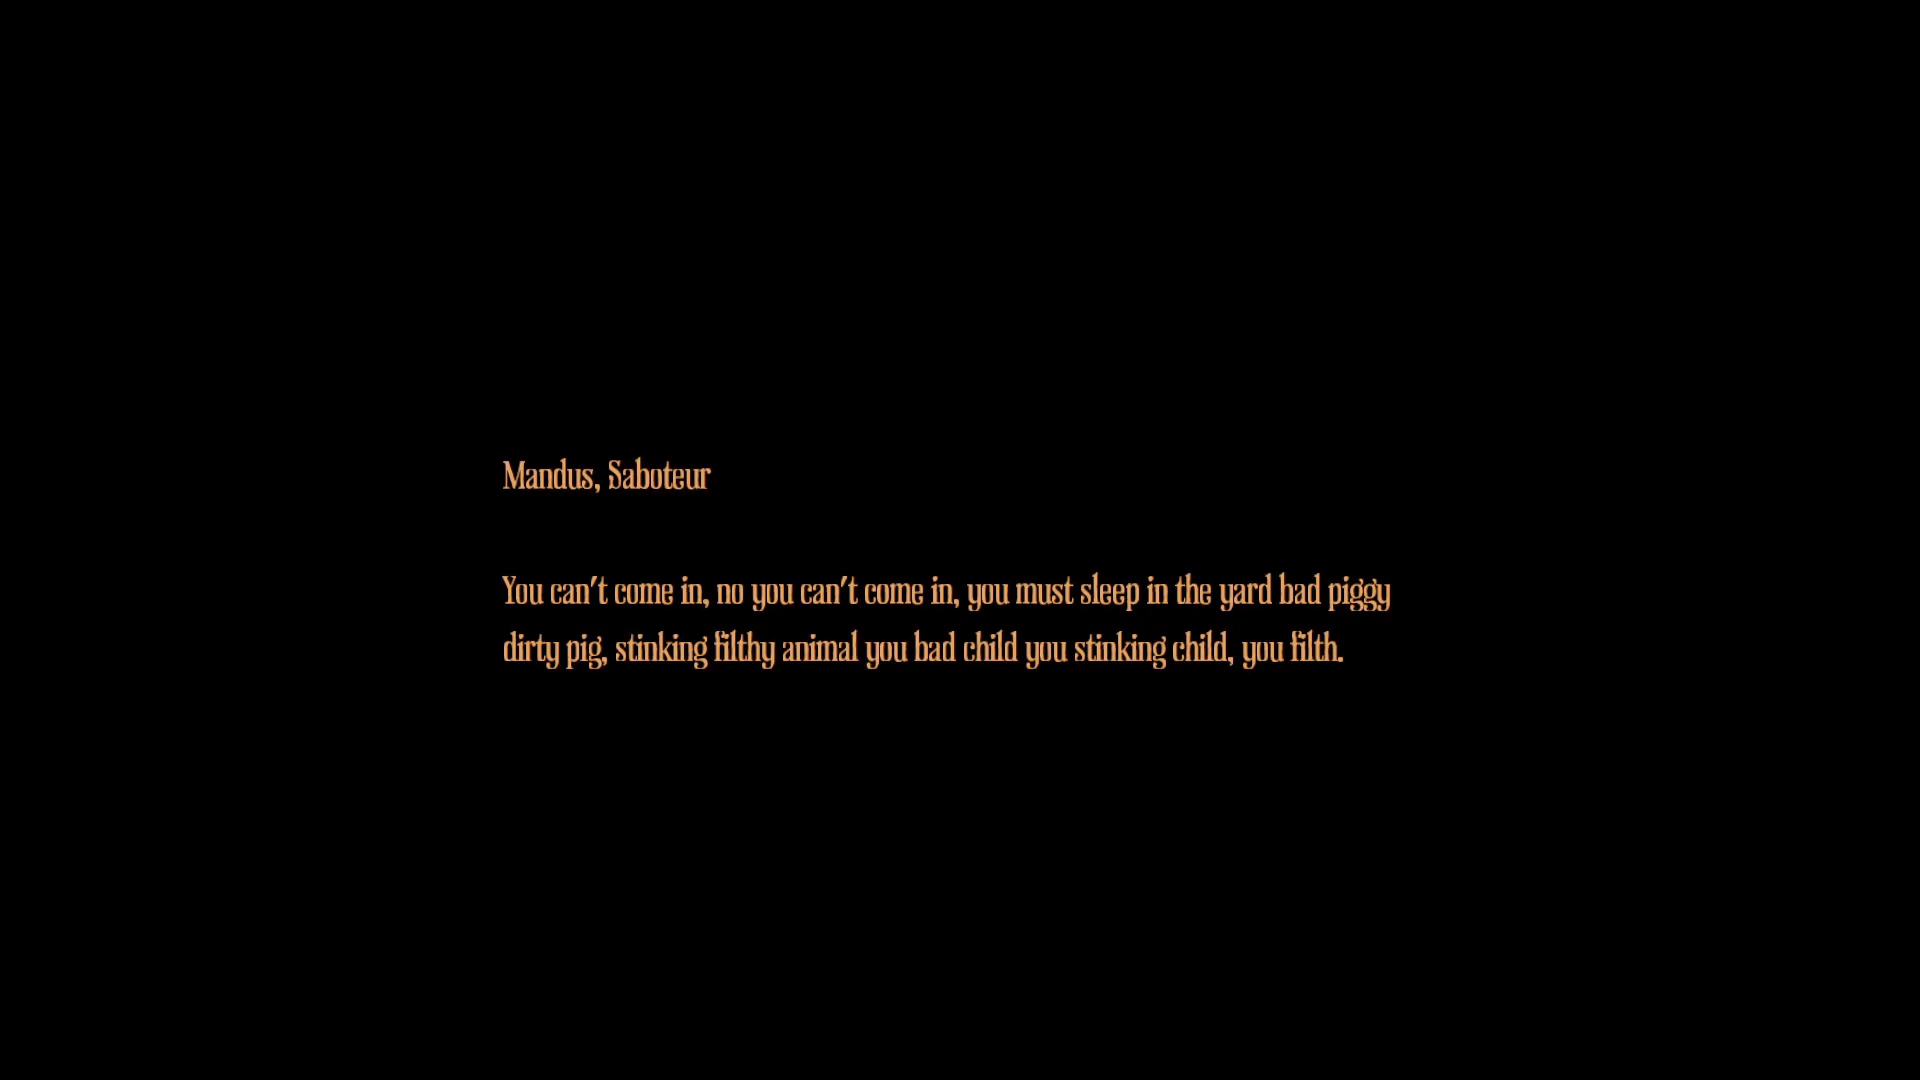 Mandus, Saboteur
You can't come in, no you can't come in, you must sleep in the yard bad piggy
dirty pig, stinking filthy animal you bad child you stinking child, you filth.